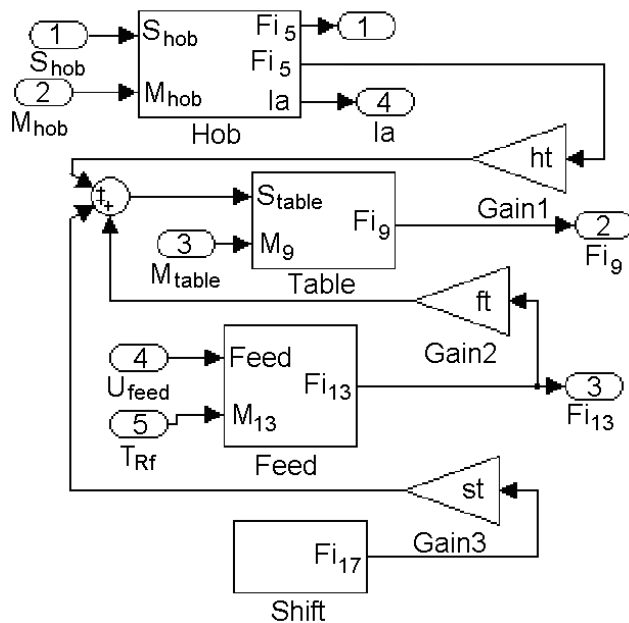 1 S_hob Fi_5 1
S_hob Fi_5
2 M_hob Ia 4
M_hob Hob Ia
ht
+ +
S_table Gain1
3 M_9 Fi_9 2
M_table Table Fi_9
ft
4 Feed Gain2
U_feed Fi_13 3
5 M_13 Fi_13
T_Rf Feed
st
Fi_17 Gain3
Shift